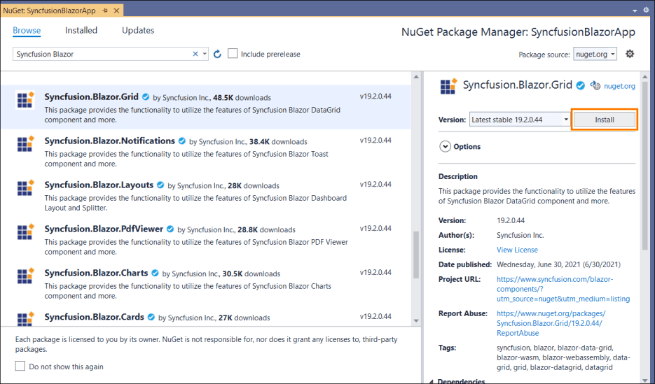 NuGet: SyncfusionBlazorApp
Browse Installed Updates
NuGet Package Manager: SyncfusionBlazorApp
Syncfusion Blazor
Include prerelease
Package source: nuget.org
Syncfusion.Blazor.Grid by Syncfusion Inc., 48.5K downloads v19.2.0.44
This package provides the functionality to utilize the features of Syncfusion Blazor DataGrid
component and more.
Syncfusion.Blazor.Notifications by Syncfusion Inc., 38.4K downloads v19.2.0.44
This package provides the functionality to utilize the features of Syncfusion Blazor Toast
component and more.
Syncfusion.Blazor.Layouts by Syncfusion Inc., 28K downloads v19.2.0.44
This package provides the functionality to utilize the features of Syncfusion Blazor Dashboard
Layout and Splitter.
Syncfusion.Blazor.PdfViewer by Syncfusion Inc., 28.8K downloads v19.2.0.44
This package provides the functionality to utilize the features of Syncfusion Blazor PDF Viewer
component and more.
Syncfusion.Blazor.Charts by Syncfusion Inc., 30.5K downloads v19.2.0.44
This package provides the functionality to utilize the features of Syncfusion Blazor Charts
component and more.
Syncfusion.Blazor.Cards by Syncfusion Inc., 27K downloads v19.2.0.44
Each package is licensed to you by its owner. NuGet is not responsible for, nor does it grant any licenses to, third-party
packages.
Do not show this again
Syncfusion.Blazor.Grid nuget.org
Version: Latest stable 19.2.0.44 Install
Options
Description
This package provides the functionality to utilize the features
of Syncfusion Blazor DataGrid component and more.
Version: 19.2.0.44
Author(s): Syncfusion Inc.
License: View License
Date published: Wednesday, June 30, 2021 (6/30/2021)
Project URL: https://www.syncfusion.com/blazor-
components/?
utm_source=nuget&utm_medium=listing
Report Abuse: https://www.nuget.org/packages/
Syncfusion.Blazor.Grid/19.2.0.44/
ReportAbuse
Tags: syncfusion, blazor, blazor-data-grid,
blazor-wasm, blazor-webassembly, data-
grid, grid, blazor-datagrid, datagrid
Dependencies